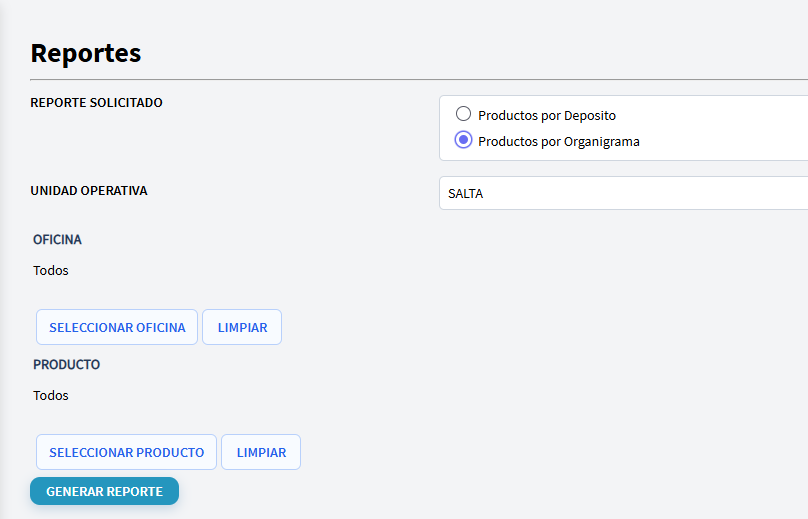 Reportes
REPORTE SOLICITADO
Productos por Deposito
Productos por Organigrama
UNIDAD OPERATIVA
SALTA
OFICINA
Todos
SELECCIONAR OFICINA LIMPIAR
PRODUCTO
Todos
SELECCIONAR PRODUCTO LIMPIAR
GENERAR REPORTE